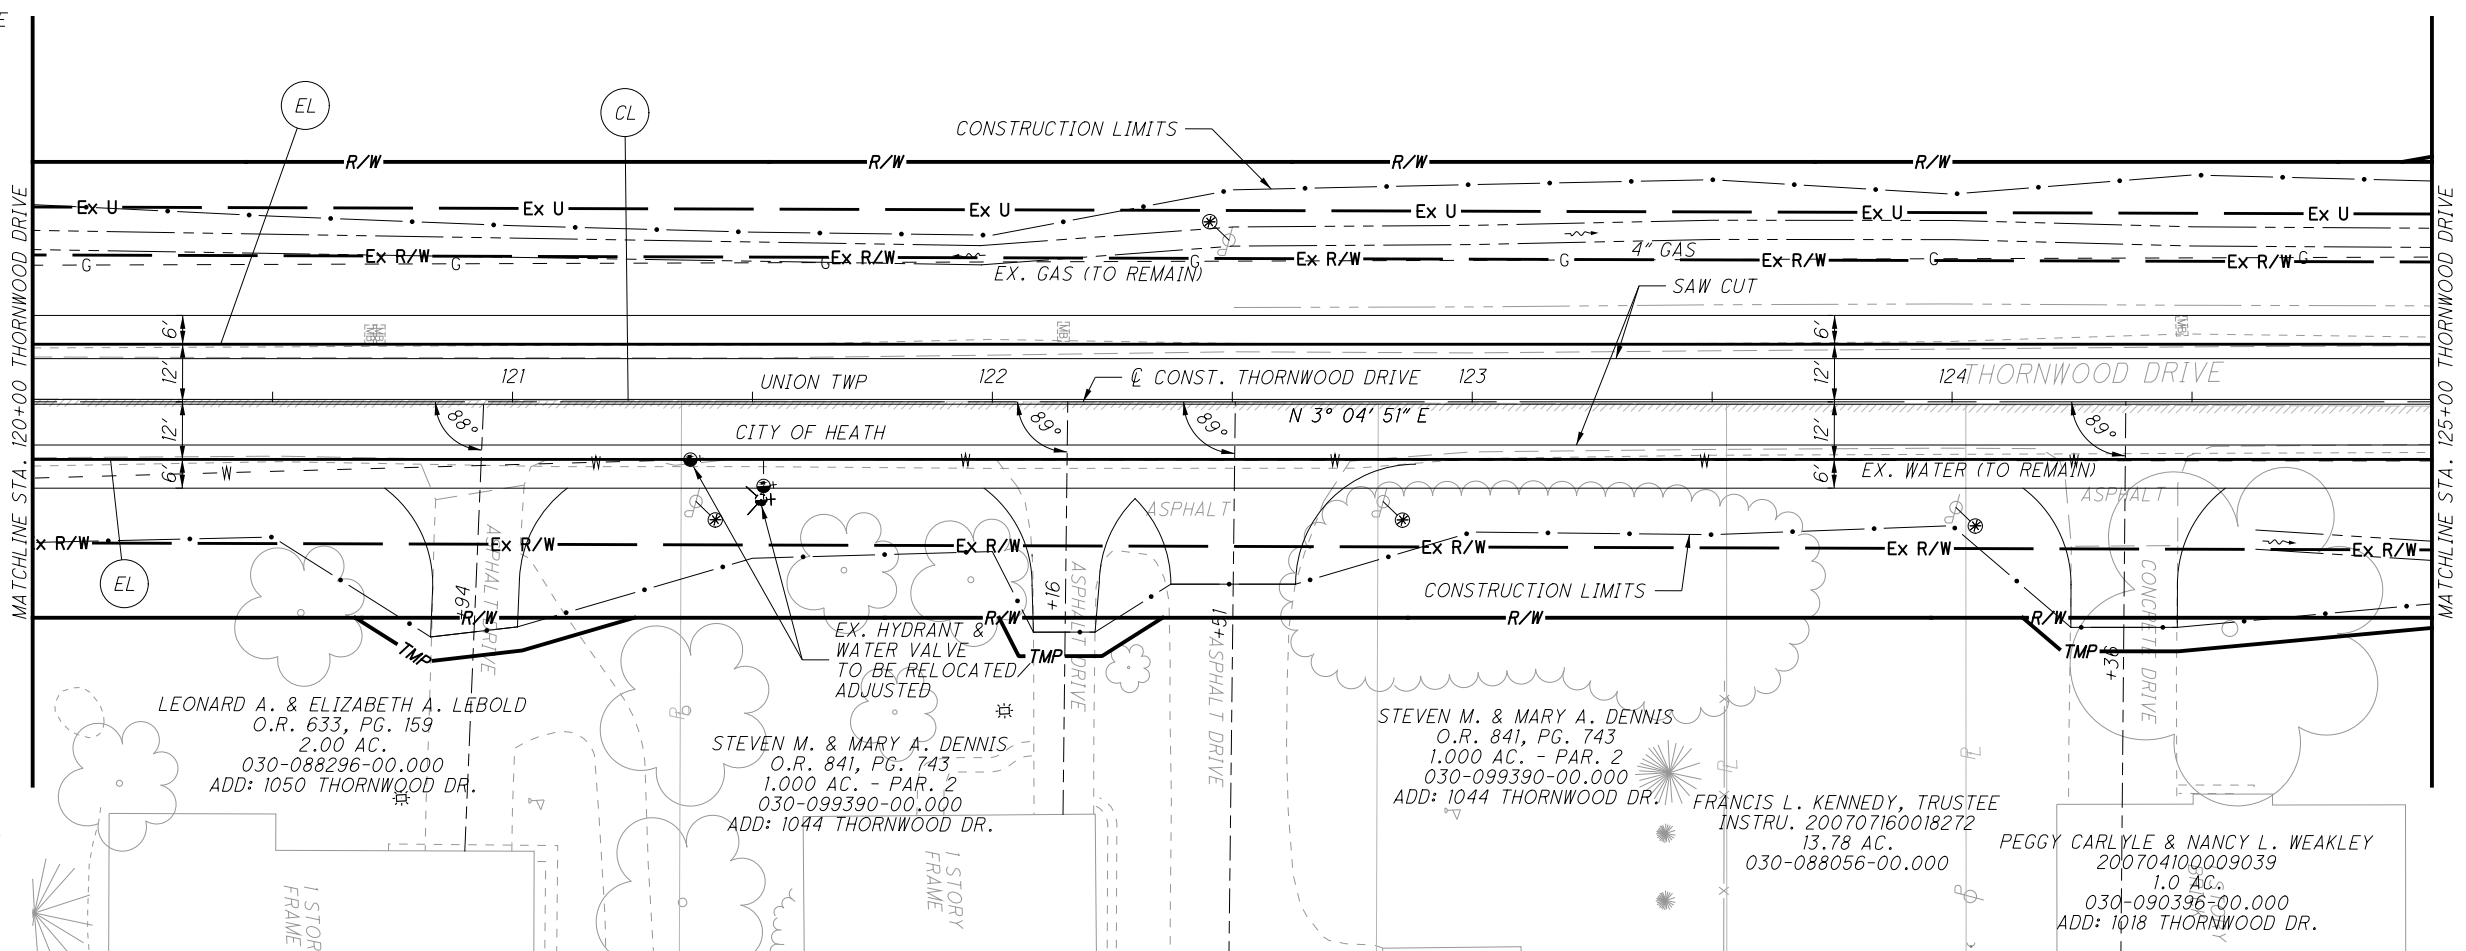 EL
CL
CONSTRUCTION LIMITS
R/W R/W R/W R/W
Ex U Ex U Ex U Ex U Ex U Ex U
4" GAS
Ex R/W Ex R/W Ex R/W Ex R/W Ex R/W
G G G G G G G
EX. GAS (TO REMAIN)
SAW CUT
MATCHLINE STA. 120+00 THORNWOOD DRIVE
MATCHLINE STA. 125+00 THORNWOOD DRIVE
6' 6'
MB MB MB
12' 12'
121 UNION TWP 122 ℄ CONST. THORNWOOD DRIVE 123 124 THORNWOOD DRIVE
N 3° 04' 51" E
88° 89° 89° 89°
12' CITY OF HEATH 12'
W W W W W W
6' 6' EX. WATER (TO REMAIN)
ASPHALT ASPHALT
x R/W Ex R/W Ex R/W Ex R/W Ex R/W Ex R/W
EL
CONSTRUCTION LIMITS
+94 ASPHALT DRIVE
+16 ASPHALT DRIVE
+51 ASPHALT DRIVE
+36 CONCRETE DRIVE
R/W R/W R/W R/W
TMP TMP TMP
EX. HYDRANT &
WATER VALVE
TO BE RELOCATED/
ADJUSTED
LEONARD A. & ELIZABETH A. LEBOLD
O.R. 633, PG. 159
2.00 AC.
030-088296-00.000
ADD: 1050 THORNWOOD DR.
STEVEN M. & MARY A. DENNIS
O.R. 841, PG. 743
1.000 AC. - PAR. 2
030-099390-00.000
ADD: 1044 THORNWOOD DR.
STEVEN M. & MARY A. DENNIS
O.R. 841, PG. 743
1.000 AC. - PAR. 2
030-099390-00.000
ADD: 1044 THORNWOOD DR.
FRANCIS L. KENNEDY, TRUSTEE
INSTRU. 200707160018272
13.78 AC.
030-088056-00.000
PEGGY CARLYLE & NANCY L. WEAKLEY
200704100009039
1.0 AC.
030-090396-00.000
ADD: 1018 THORNWOOD DR.
1 STOR
FRAME
1 STORY
FRAME